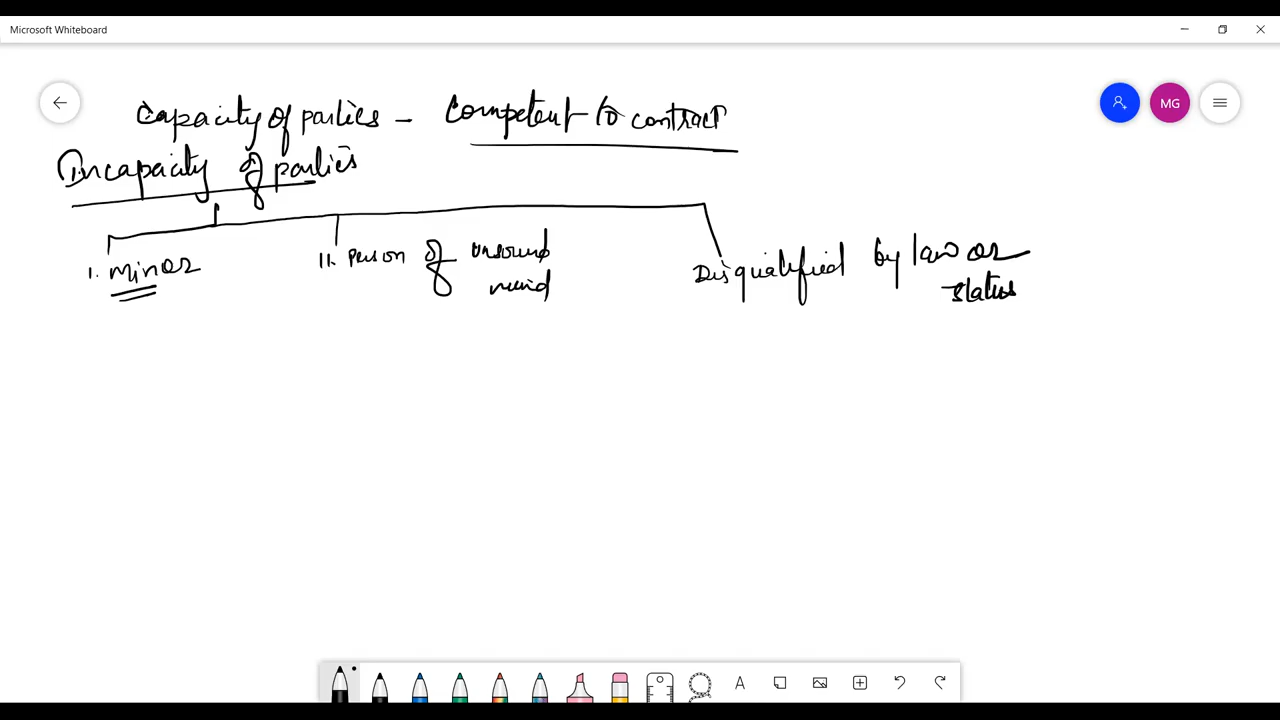 Microsoft Whiteboard
MG
Capacity of parties - Competent to contract
Incapacity of parties
I. Minor
II. Person of unsound
mind
Disqualified by law or
status
A